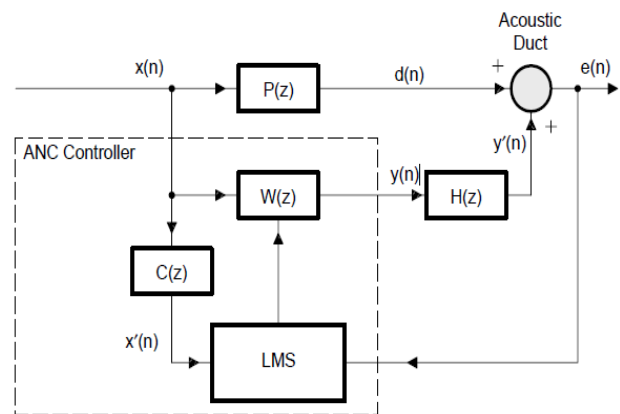 Acoustic
Duct
x(n)
P(z)
d(n)
+
e(n)
+
y′(n)
ANC Controller
W(z)
y(n)
H(z)
C(z)
x′(n)
LMS